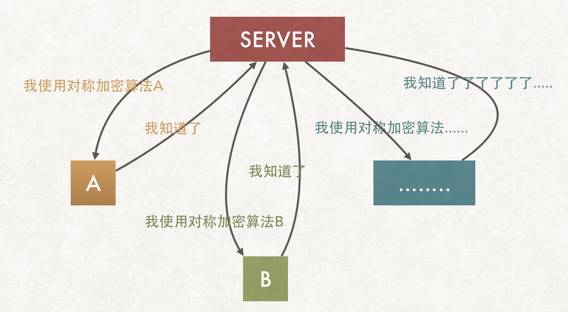 SERVER
我使用对称加密算法A
我知道了了了了了了.....
我知道了
我使用对称加密算法......
我知道了
A
........
我使用对称加密算法B
B